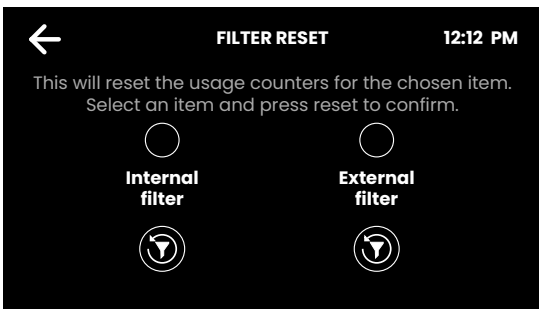 FILTER RESET
12:12 PM
This will reset the usage counters for the chosen item.
Select an item and press reset to confirm.
Internal
filter
External
filter